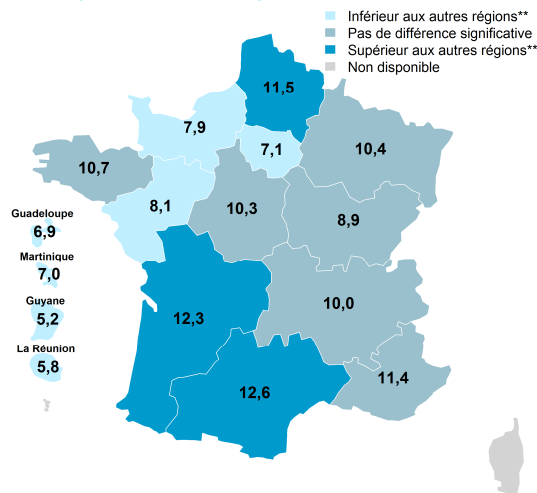 Inférieur aux autres régions**
Pas de différence significative
Supérieur aux autres régions**
Non disponible
11,5
7,9
7,1
10,4
10,7
8,1
10,3
8,9
Guadeloupe
6,9
Martinique
7,0
Guyane
5,2
La Réunion
5,8
10,0
12,3
11,4
12,6